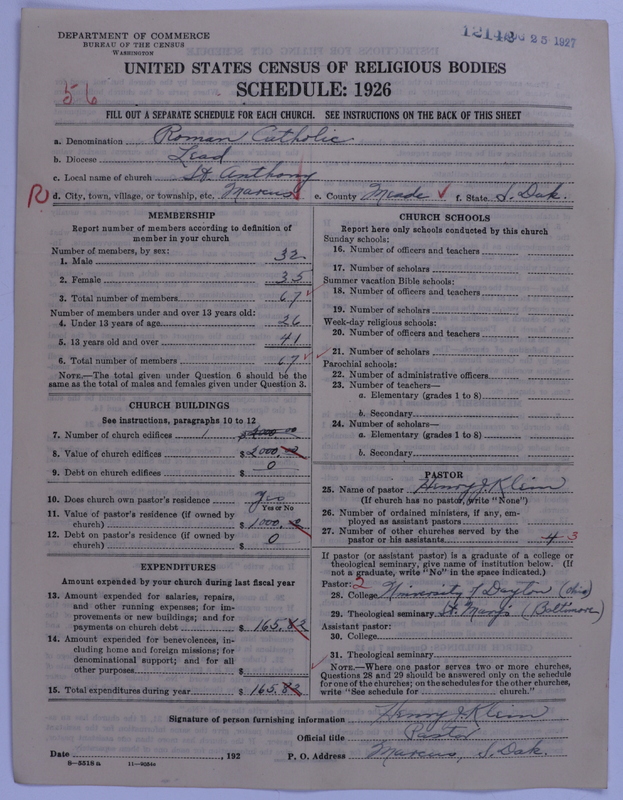 DEPARTMENT OF COMMERCE
BUREAU OF THE CENSUS
WASHINGTON
25 1927
UNITED STATES CENSUS OF RELIGIOUS BODIES
SCHEDULE: 1926
56
FILL OUT A SEPARATE SCHEDULE FOR EACH CHURCH. SEE INSTRUCTIONS ON THE BACK OF THIS SHEET
a. Denomination Roman Catholic
b. Diocese Lead
c. Local name of church St. Anthony
R d. City, town, village, or township, etc. Marcus e. County Meade f. State S. Dak.
MEMBERSHIP
Report number of members according to definition of
member in your church
Number of members, by sex:
1. Male 32
2. Female 35
3. Total number of members 67
Number of members under and over 13 years old:
4. Under 13 years of age 26
5. 13 years old and over 41
6. Total number of members 67
NOTE.—The total given under Question 6 should be the
same as the total of males and females given under Question 3.
CHURCH BUILDINGS
See instructions, paragraphs 10 to 12
7. Number of church edifices 1
8. Value of church edifices $ 2000.
9. Debt on church edifices $ 0
10. Does church own pastor's residence Yes
Yes or No
11. Value of pastor's residence (if owned by
church) $ 1000.
12. Debt on pastor's residence (if owned by
church) $ 0
EXPENDITURES
Amount expended by your church during last fiscal year
13. Amount expended for salaries, repairs,
and other running expenses; for im-
provements or new buildings; and for
payments on church debt $ 165.82
14. Amount expended for benevolences, in-
cluding home and foreign missions; for
denominational support; and for all
other purposes $
15. Total expenditures during year $ 165.82
CHURCH SCHOOLS
Report here only schools conducted by this church
Sunday schools:
16. Number of officers and teachers
17. Number of scholars
Summer vacation Bible schools:
18. Number of officers and teachers
19. Number of scholars
Week-day religious schools:
20. Number of officers and teachers
21. Number of scholars
Parochial schools:
22. Number of administrative officers
23. Number of teachers—
a. Elementary (grades 1 to 8)
b. Secondary
24. Number of scholars—
a. Elementary (grades 1 to 8)
b. Secondary
PASTOR
25. Name of pastor Henry J. Klein
(If church has no pastor, write "None")
26. Number of ordained ministers, if any, em-
ployed as assistant pastors
27. Number of other churches served by the
pastor or his assistants 4 3
If pastor (or assistant pastor) is a graduate of a college or
theological seminary, give name of institution below. (If
not a graduate, write "No" in the space indicated.)
Pastor: 2
28. College University of Dayton (Ohio)
29. Theological seminary St. Mary's (Baltimore)
Assistant pastor:
30. College
31. Theological seminary
NOTE.—Where one pastor serves two or more churches,
Questions 28 and 29 should be answered only on the schedule
for one of the churches; on the schedules for the other churches,
write "See schedule for church."
Signature of person furnishing information Henry J. Klein
Official title Pastor
Date , 192 P. O. Address Marcus, S. Dak.
8—5518 a